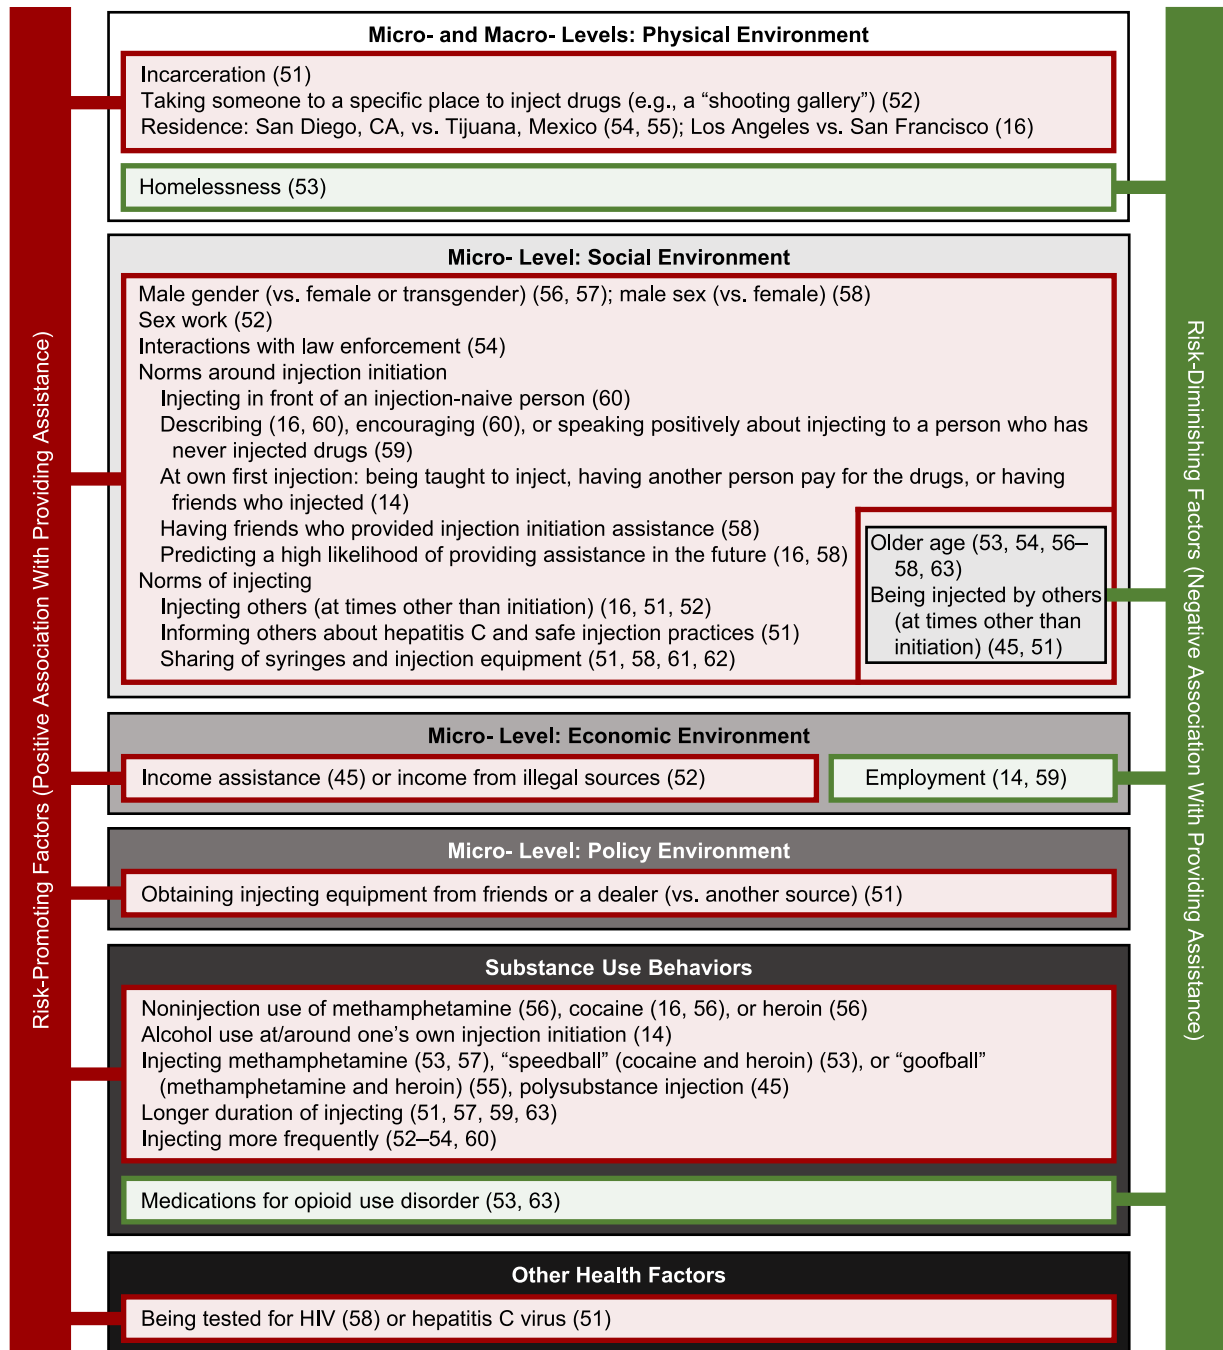 Risk-Promoting Factors (Positive Association With Providing Assistance)
Micro- and Macro- Levels: Physical Environment
Incarceration (51)
Taking someone to a specific place to inject drugs (e.g., a “shooting gallery”) (52)
Residence: San Diego, CA, vs. Tijuana, Mexico (54, 55); Los Angeles vs. San Francisco (16)
Homelessness (53)
Micro- Level: Social Environment
Male gender (vs. female or transgender) (56, 57); male sex (vs. female) (58)
Sex work (52)
Interactions with law enforcement (54)
Norms around injection initiation
Injecting in front of an injection-naive person (60)
Describing (16, 60), encouraging (60), or speaking positively about injecting to a person who has
never injected drugs (59)
At own first injection: being taught to inject, having another person pay for the drugs, or having
friends who injected (14)
Having friends who provided injection initiation assistance (58)
Predicting a high likelihood of providing assistance in the future (16, 58)
Norms of injecting
Injecting others (at times other than initiation) (16, 51, 52)
Informing others about hepatitis C and safe injection practices (51)
Sharing of syringes and injection equipment (51, 58, 61, 62)
Older age (53, 54, 56–
58, 63)
Being injected by others
(at times other than
initiation) (45, 51)
Micro- Level: Economic Environment
Income assistance (45) or income from illegal sources (52)
Employment (14, 59)
Micro- Level: Policy Environment
Obtaining injecting equipment from friends or a dealer (vs. another source) (51)
Substance Use Behaviors
Noninjection use of methamphetamine (56), cocaine (16, 56), or heroin (56)
Alcohol use at/around one’s own injection initiation (14)
Injecting methamphetamine (53, 57), “speedball” (cocaine and heroin) (53), or “goofball”
(methamphetamine and heroin) (55), polysubstance injection (45)
Longer duration of injecting (51, 57, 59, 63)
Injecting more frequently (52–54, 60)
Medications for opioid use disorder (53, 63)
Other Health Factors
Being tested for HIV (58) or hepatitis C virus (51)
Risk-Diminishing Factors (Negative Association With Providing Assistance)